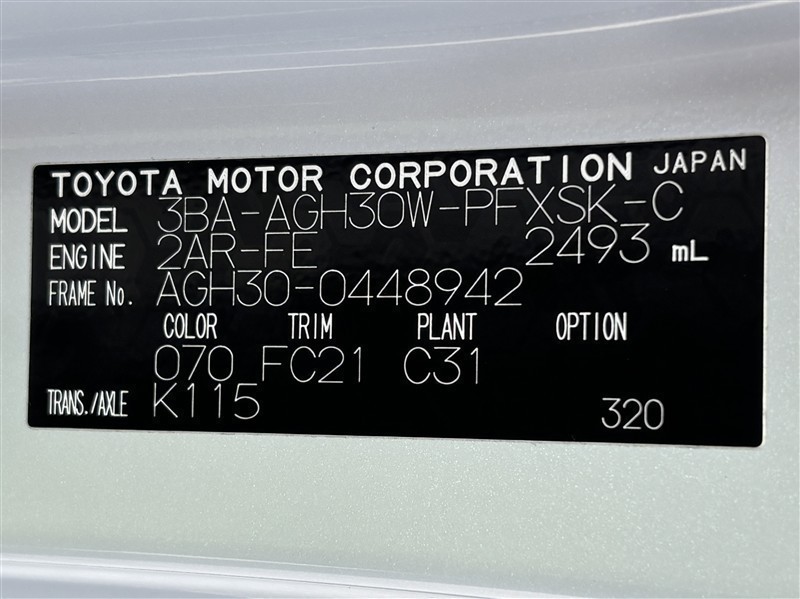 TOYOTA MOTOR CORPORATION JAPAN
MODEL 3BA-AGH30W-PFXSK-C
ENGINE 2AR-FE 2493 mL
FRAME No. AGH30-0448942
COLOR TRIM PLANT OPTION
070 FC21 C31
TRANS./AXLE K115 320